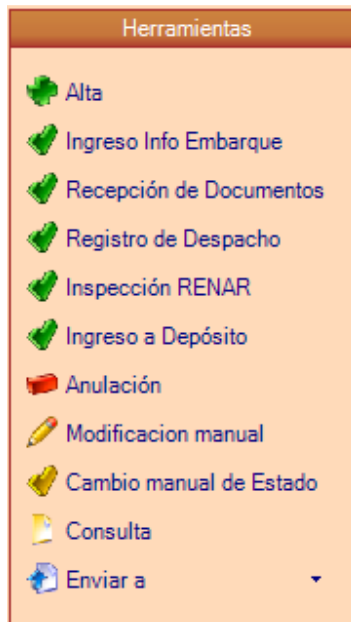 Herramientas
Alta
Ingreso Info Embarque
Recepción de Documentos
Registro de Despacho
Inspección RENAR
Ingreso a Depósito
Anulación
Modificacion manual
Cambio manual de Estado
Consulta
Enviar a